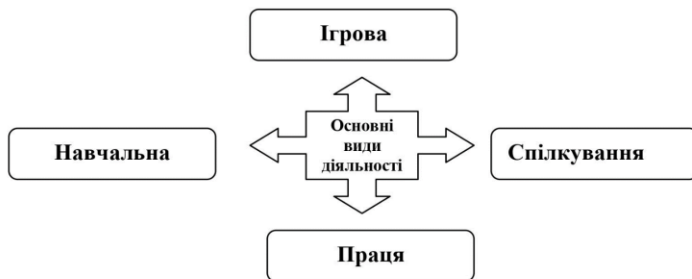 Ігрова
Основні
види
діяльності
Навчальна
Спілкування
Праця